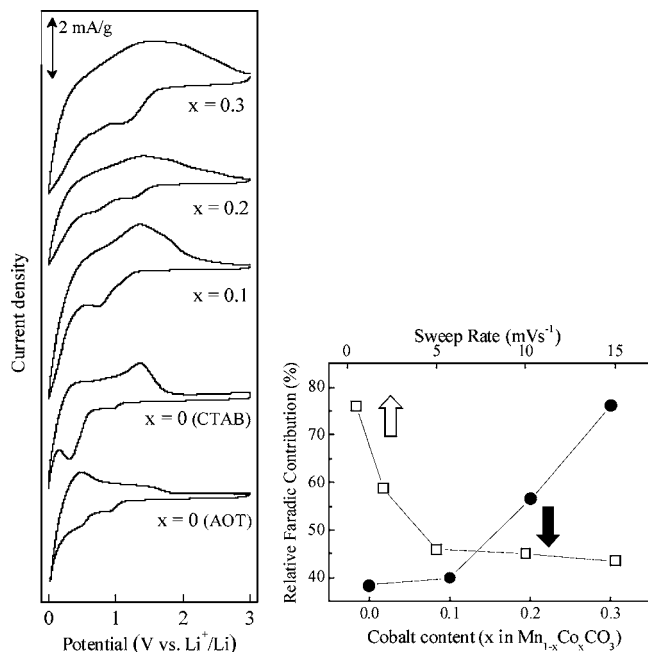 2 mA/g
x = 0.3
x = 0.2
x = 0.1
x = 0 (CTAB)
x = 0 (AOT)
Current density
0 1 2 3
Potential (V vs. Li⁺/Li)
Sweep Rate (mVs⁻¹)
0 5 10 15
Relative Faradic Contribution (%)
80
70
60
50
40
0.0 0.1 0.2 0.3
Cobalt content (x in Mn₁₋ₓCoₓCO₃)